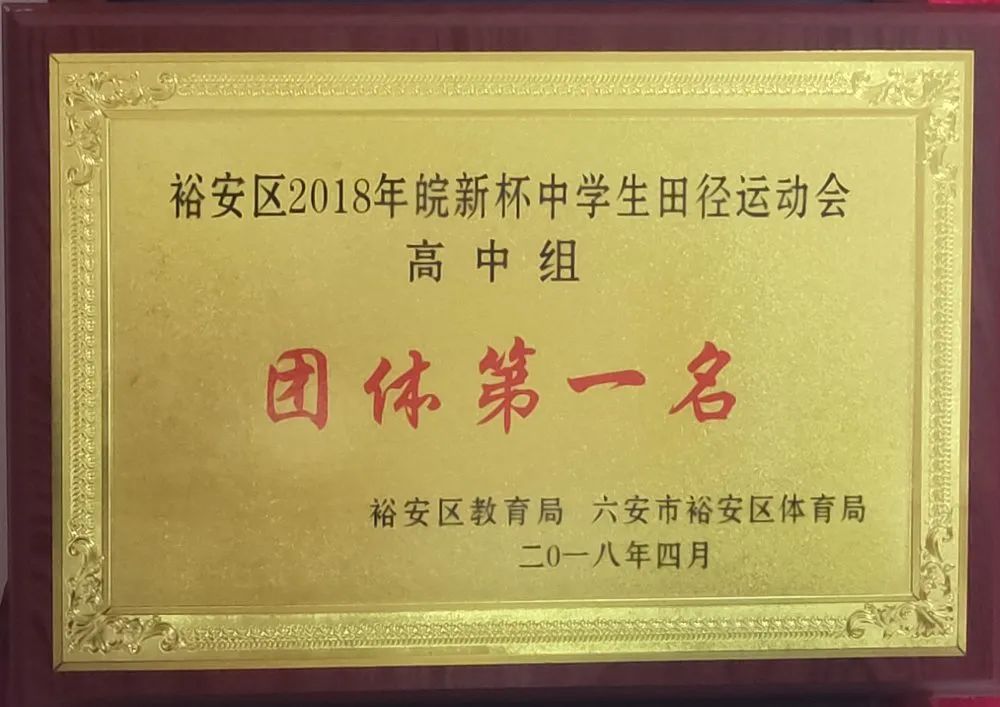 裕安区2018年皖新杯中学生田径运动会
高中组
团体第一名
裕安区教育局 六安市裕安区体育局
二0一八年四月